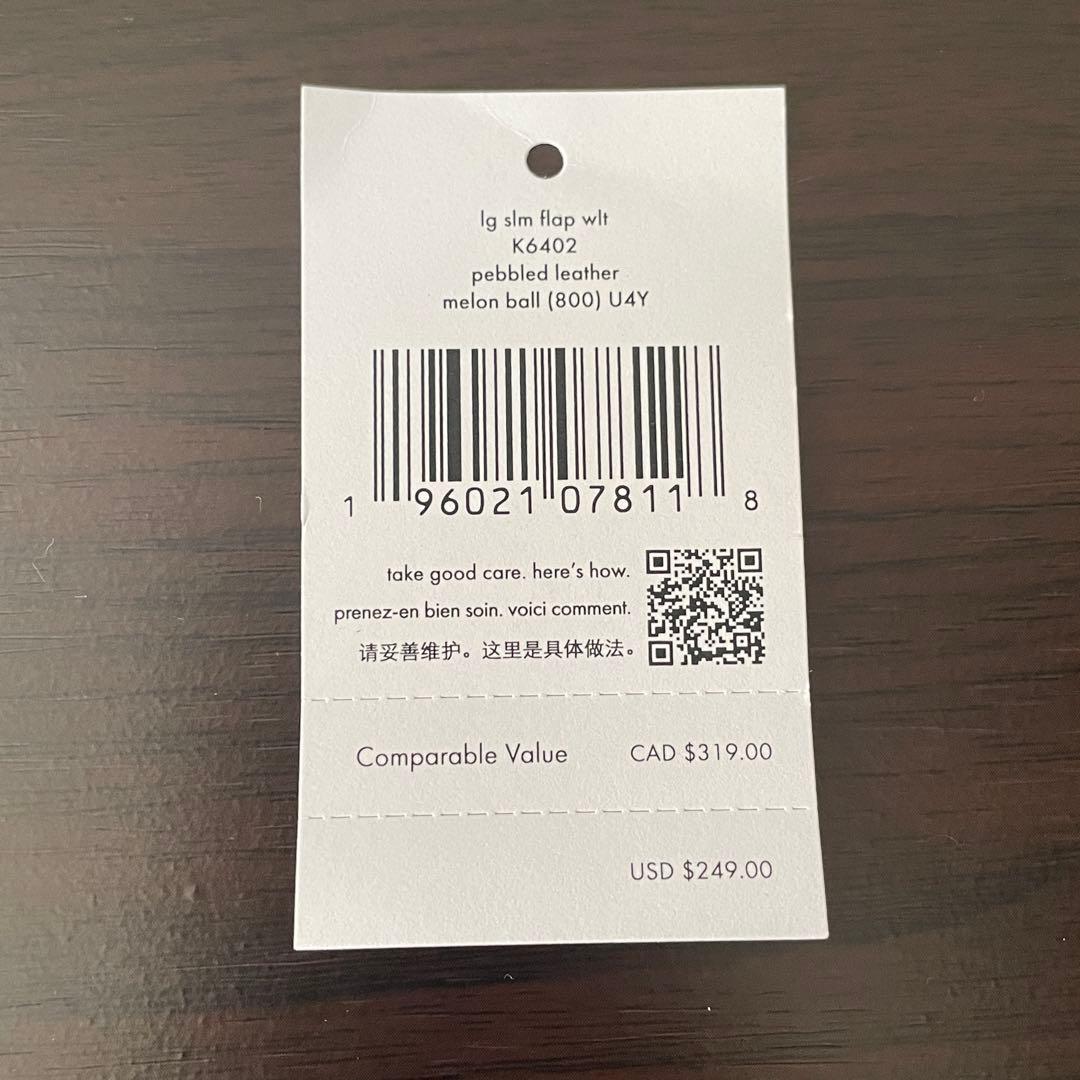 lg slm flap wlt
K6402
pebbled leather
melon ball (800) U4Y
1 96021 07811 8
take good care. here's how.
prenez-en bien soin. voici comment.
请妥善维护。这里是具体做法。
Comparable Value CAD $319.00
USD $249.00